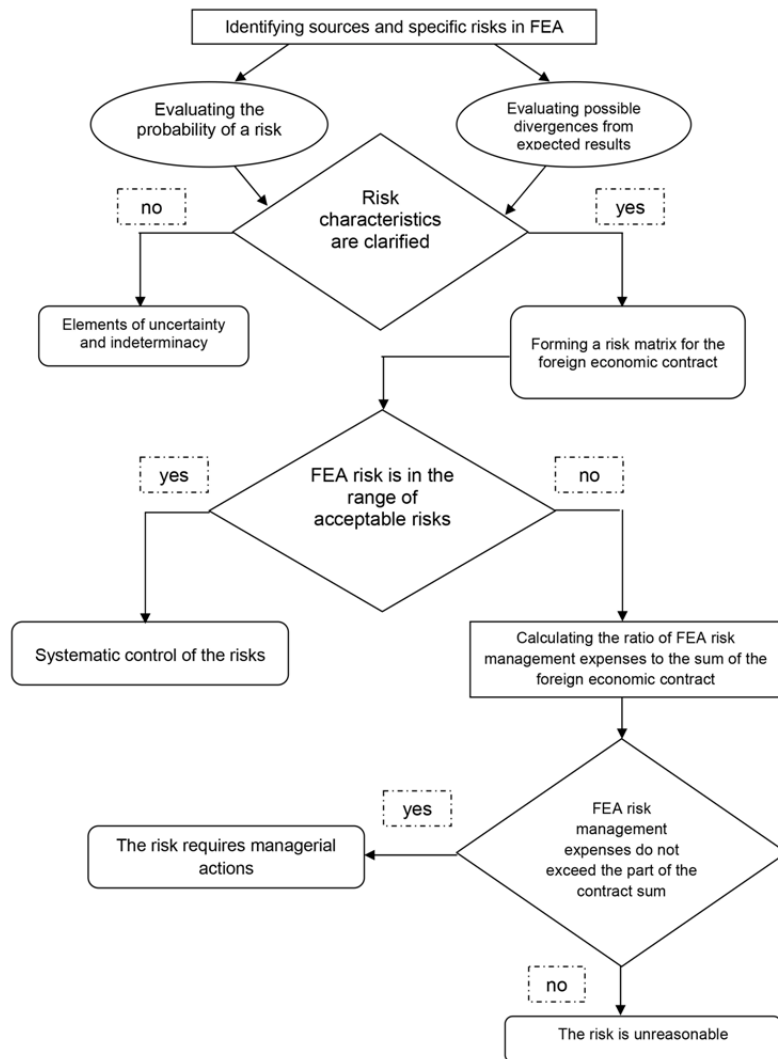 Identifying sources and specific risks in FEA
Evaluating the
probability of a risk
Evaluating possible
divergences from
expected results
no
Risk
characteristics
are clarified
yes
Elements of uncertainty
and indeterminacy
Forming a risk matrix for the
foreign economic contract
yes
FEA risk is in the
range of
acceptable risks
no
Systematic control of the risks
Calculating the ratio of FEA risk
management expenses to the sum of the
foreign economic contract
yes
FEA risk
management
expenses do not
exceed the part of the
contract sum
The risk requires managerial
actions
no
The risk is unreasonable